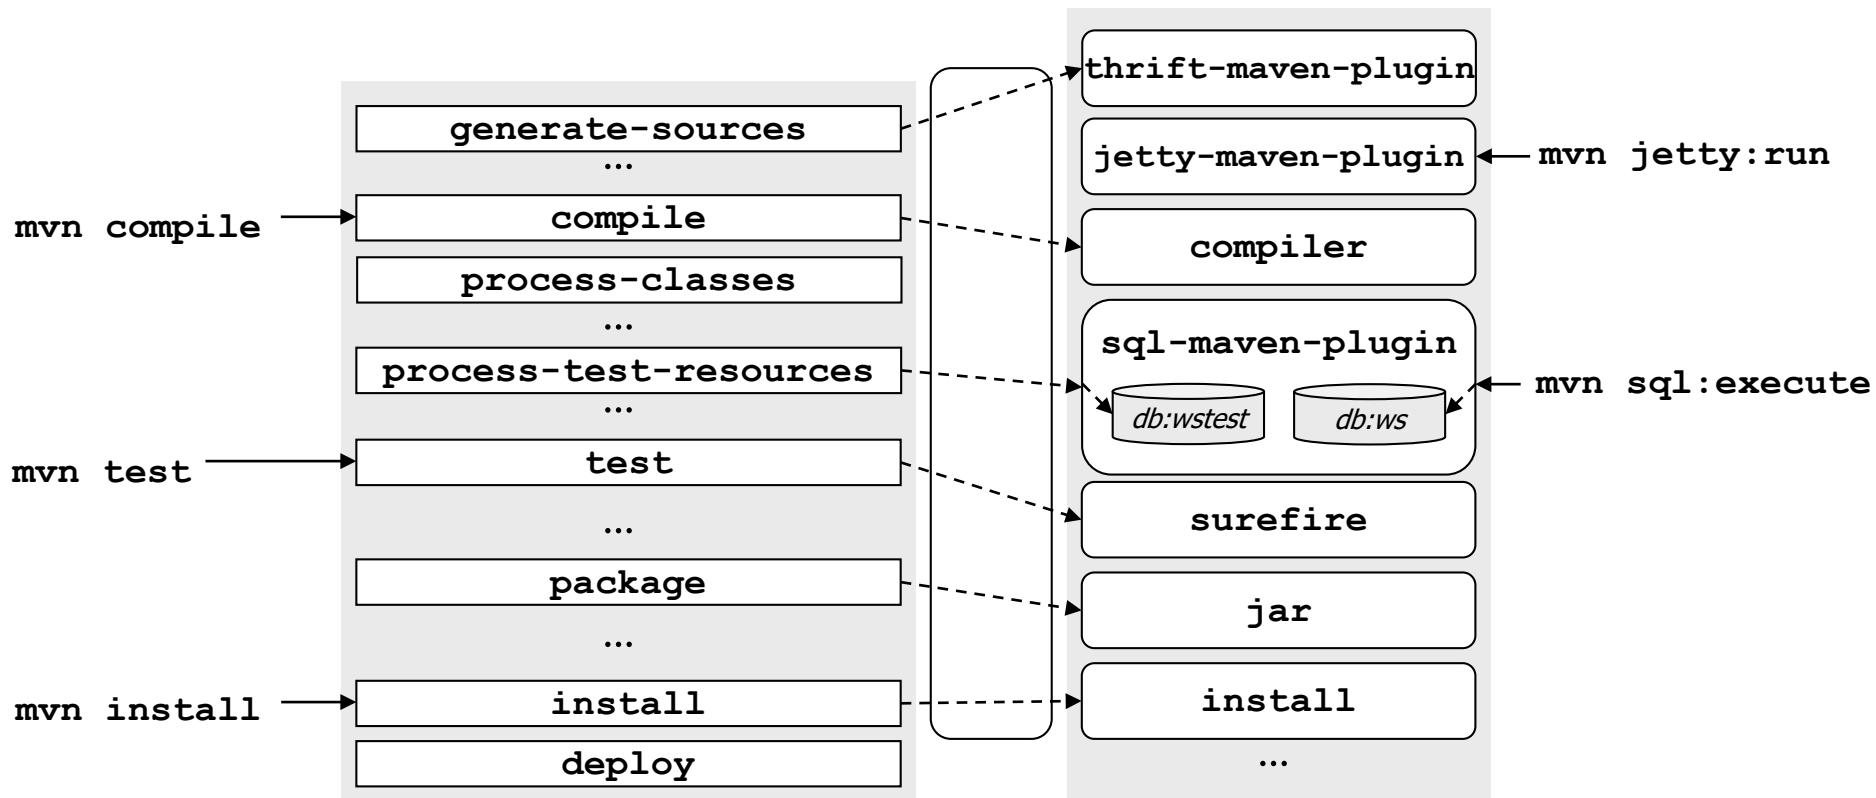 thrift-maven-plugin
generate-sources
...
jetty-maven-plugin
mvn jetty:run
mvn compile
compile
compiler
process-classes
...
sql-maven-plugin
process-test-resources
...
db:wstest
db:ws
mvn sql:execute
mvn test
test
surefire
...
package
jar
...
mvn install
install
install
deploy
...